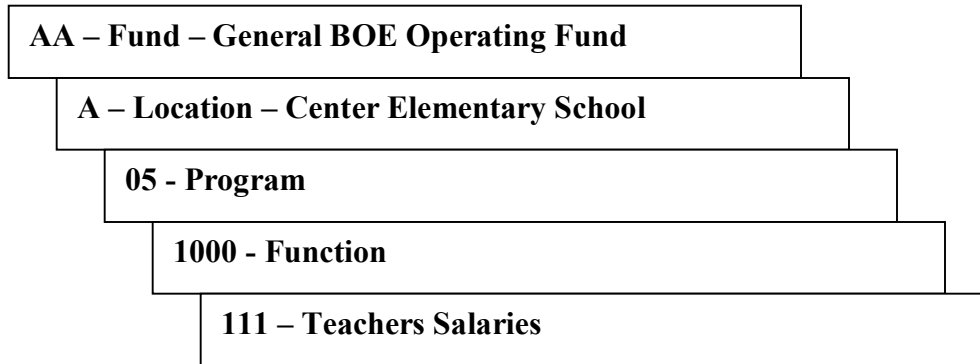 AA – Fund – General BOE Operating Fund
A – Location – Center Elementary School
05 - Program
1000 - Function
111 – Teachers Salaries